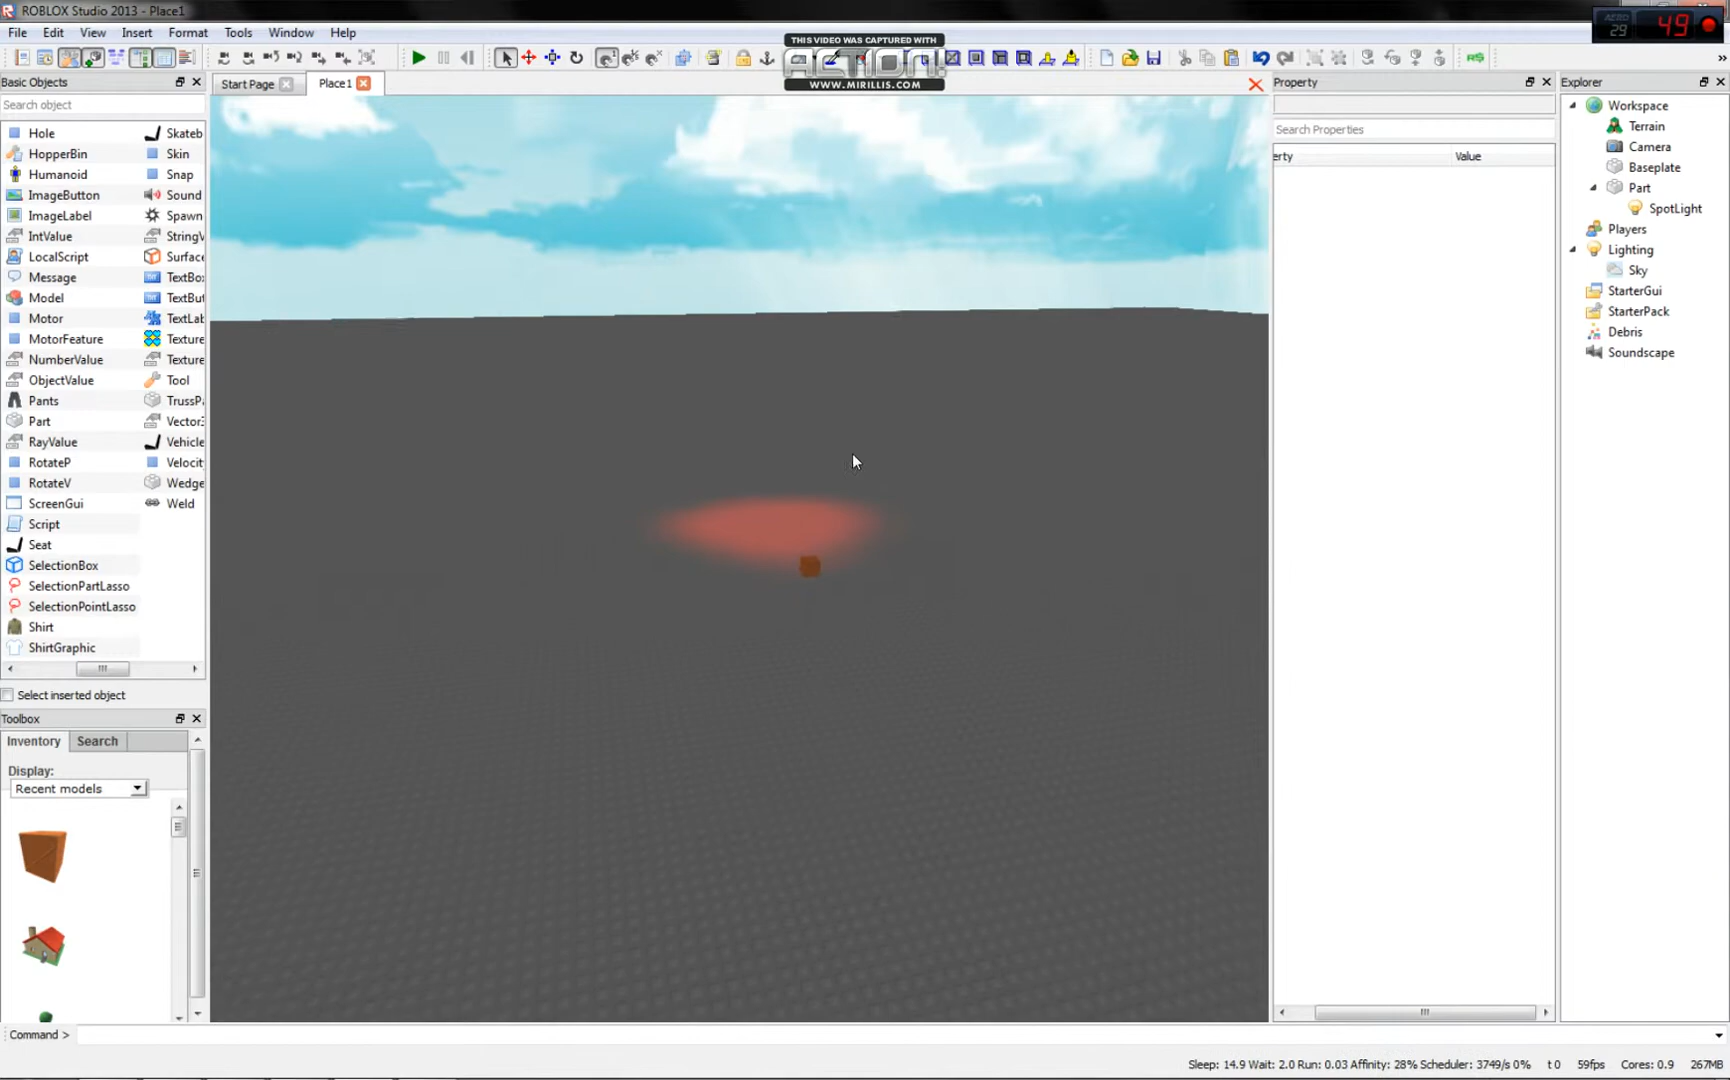 ROBLOX Studio 2013 - Place1
AERO
29
49
File Edit View Insert Format Tools Window Help
THIS VIDEO WAS CAPTURED WITH
ACTION!
WWW.MIRILLIS.COM
R$
»
Basic Objects
Start Page
Place1
Property
Explorer
Search object
Search Properties
erty
Value
Hole
HopperBin
Humanoid
ImageButton
ImageLabel
IntValue
LocalScript
Message
Model
Motor
MotorFeature
NumberValue
ObjectValue
Pants
Part
RayValue
RotateP
RotateV
ScreenGui
Script
Seat
SelectionBox
SelectionPartLasso
SelectionPointLasso
Shirt
ShirtGraphic
Skateb
Skin
Snap
Sound
Spawn
StringV
Surface
TextBo
TextBut
TextLab
Texture
Texture
Tool
TrussPa
Vector3
Vehicle
Velocit
Wedge
Weld
Workspace
Terrain
Camera
Baseplate
Part
SpotLight
Players
Lighting
Sky
StarterGui
StarterPack
Debris
Soundscape
Select inserted object
Toolbox
Inventory
Search
Display:
Recent models
Command >
Sleep: 14.9 Wait: 2.0 Run: 0.03 Affinity: 28% Scheduler: 3749/s 0% t 0 59fps Cores: 0.9 267MB